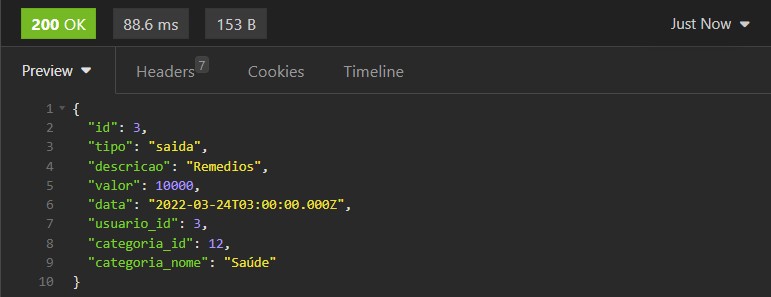 200 OK 88.6 ms 153 B Just Now
Preview Headers 7 Cookies Timeline
1 {
2 "id": 3,
3 "tipo": "saida",
4 "descricao": "Remedios",
5 "valor": 10000,
6 "data": "2022-03-24T03:00:00.000Z",
7 "usuario_id": 3,
8 "categoria_id": 12,
9 "categoria_nome": "Saúde"
10 }